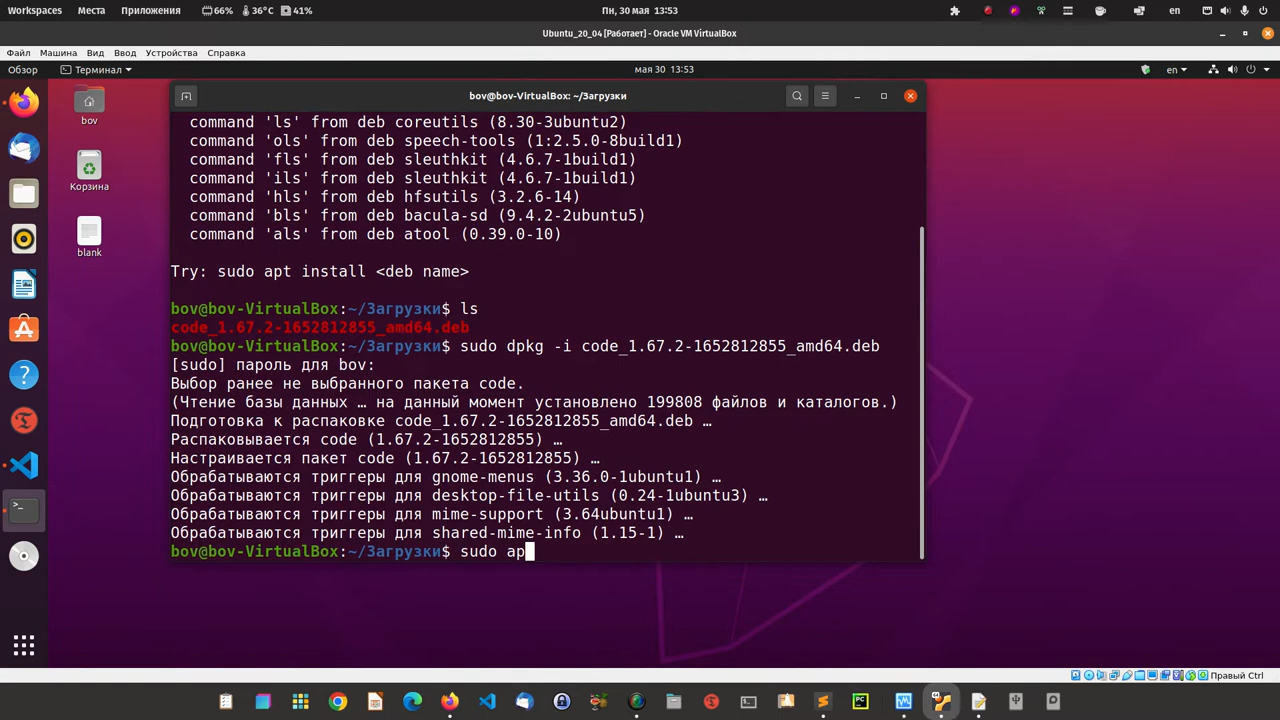 Workspaces Места Приложения 66% 36°C 41% Пн, 30 мая 13:53 en
Ubuntu_20_04 [Работает] - Oracle VM VirtualBox
Файл Машина Вид Ввод Устройства Справка
Обзор Терминал мая 30 13:53 en
bov@bov-VirtualBox: ~/Загрузки
bov
Корзина
blank
command 'ls' from deb coreutils (8.30-3ubuntu2)
command 'ols' from deb speech-tools (1:2.5.0-8build1)
command 'fls' from deb sleuthkit (4.6.7-1build1)
command 'ils' from deb sleuthkit (4.6.7-1build1)
command 'hls' from deb hfsutils (3.2.6-14)
command 'bls' from deb bacula-sd (9.4.2-2ubuntu5)
command 'als' from deb atool (0.39.0-10)
Try: sudo apt install <deb name>
bov@bov-VirtualBox:~/Загрузки$ ls
code_1.67.2-1652812855_amd64.deb
bov@bov-VirtualBox:~/Загрузки$ sudo dpkg -i code_1.67.2-1652812855_amd64.deb
[sudo] пароль для bov:
Выбор ранее не выбранного пакета code.
(Чтение базы данных … на данный момент установлено 199808 файлов и каталогов.)
Подготовка к распаковке code_1.67.2-1652812855_amd64.deb …
Распаковывается code (1.67.2-1652812855) …
Настраивается пакет code (1.67.2-1652812855) …
Обрабатываются триггеры для gnome-menus (3.36.0-1ubuntu1) …
Обрабатываются триггеры для desktop-file-utils (0.24-1ubuntu3) …
Обрабатываются триггеры для mime-support (3.64ubuntu1) …
Обрабатываются триггеры для shared-mime-info (1.15-1) …
bov@bov-VirtualBox:~/Загрузки$ sudo ap
Правый Ctrl